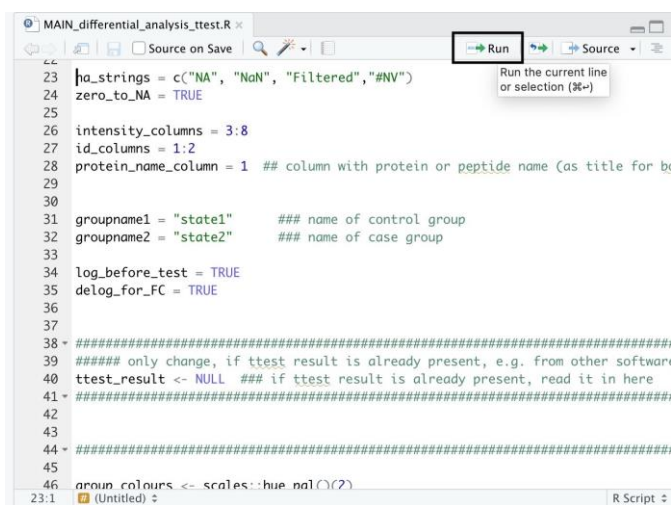 MAIN_differential_analysis_ttest.R ×
Source on Save Run Source
Run the current line
or selection (⌘↩)
22
23 na_strings = c("NA", "NaN", "Filtered","#NV")
24 zero_to_NA = TRUE
25
26 intensity_columns = 3:8
27 id_columns = 1:2
28 protein_name_column = 1 ## column with protein or peptide name (as title for bo
29
30
31 groupname1 = "state1" ### name of control group
32 groupname2 = "state2" ### name of case group
33
34 log_before_test = TRUE
35 delog_for_FC = TRUE
36
37
38 ################################################################################
39 ###### only change, if ttest result is already present, e.g. from other software
40 ttest_result <- NULL ### if ttest result is already present, read it in here
41 ################################################################################
42
43
44 ################################################################################
45
46 group_colours <- scales::hue_pal()(2)
23:1 # (Untitled) R Script